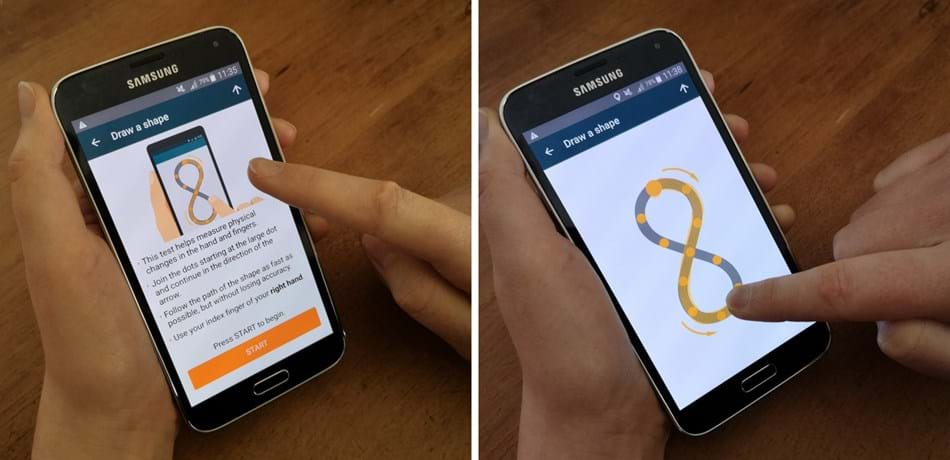 SAMSUNG
79% 11:35
Draw a shape
· This test helps measure physical
changes in the hand and fingers.
· Join the dots starting at the large dot
and continue in the direction of the
arrow.
· Follow the path of the shape as fast as
possible, but without losing accuracy.
· Use your index finger of your right hand
Press START to begin.
START
SAMSUNG
79% 11:38
Draw a shape